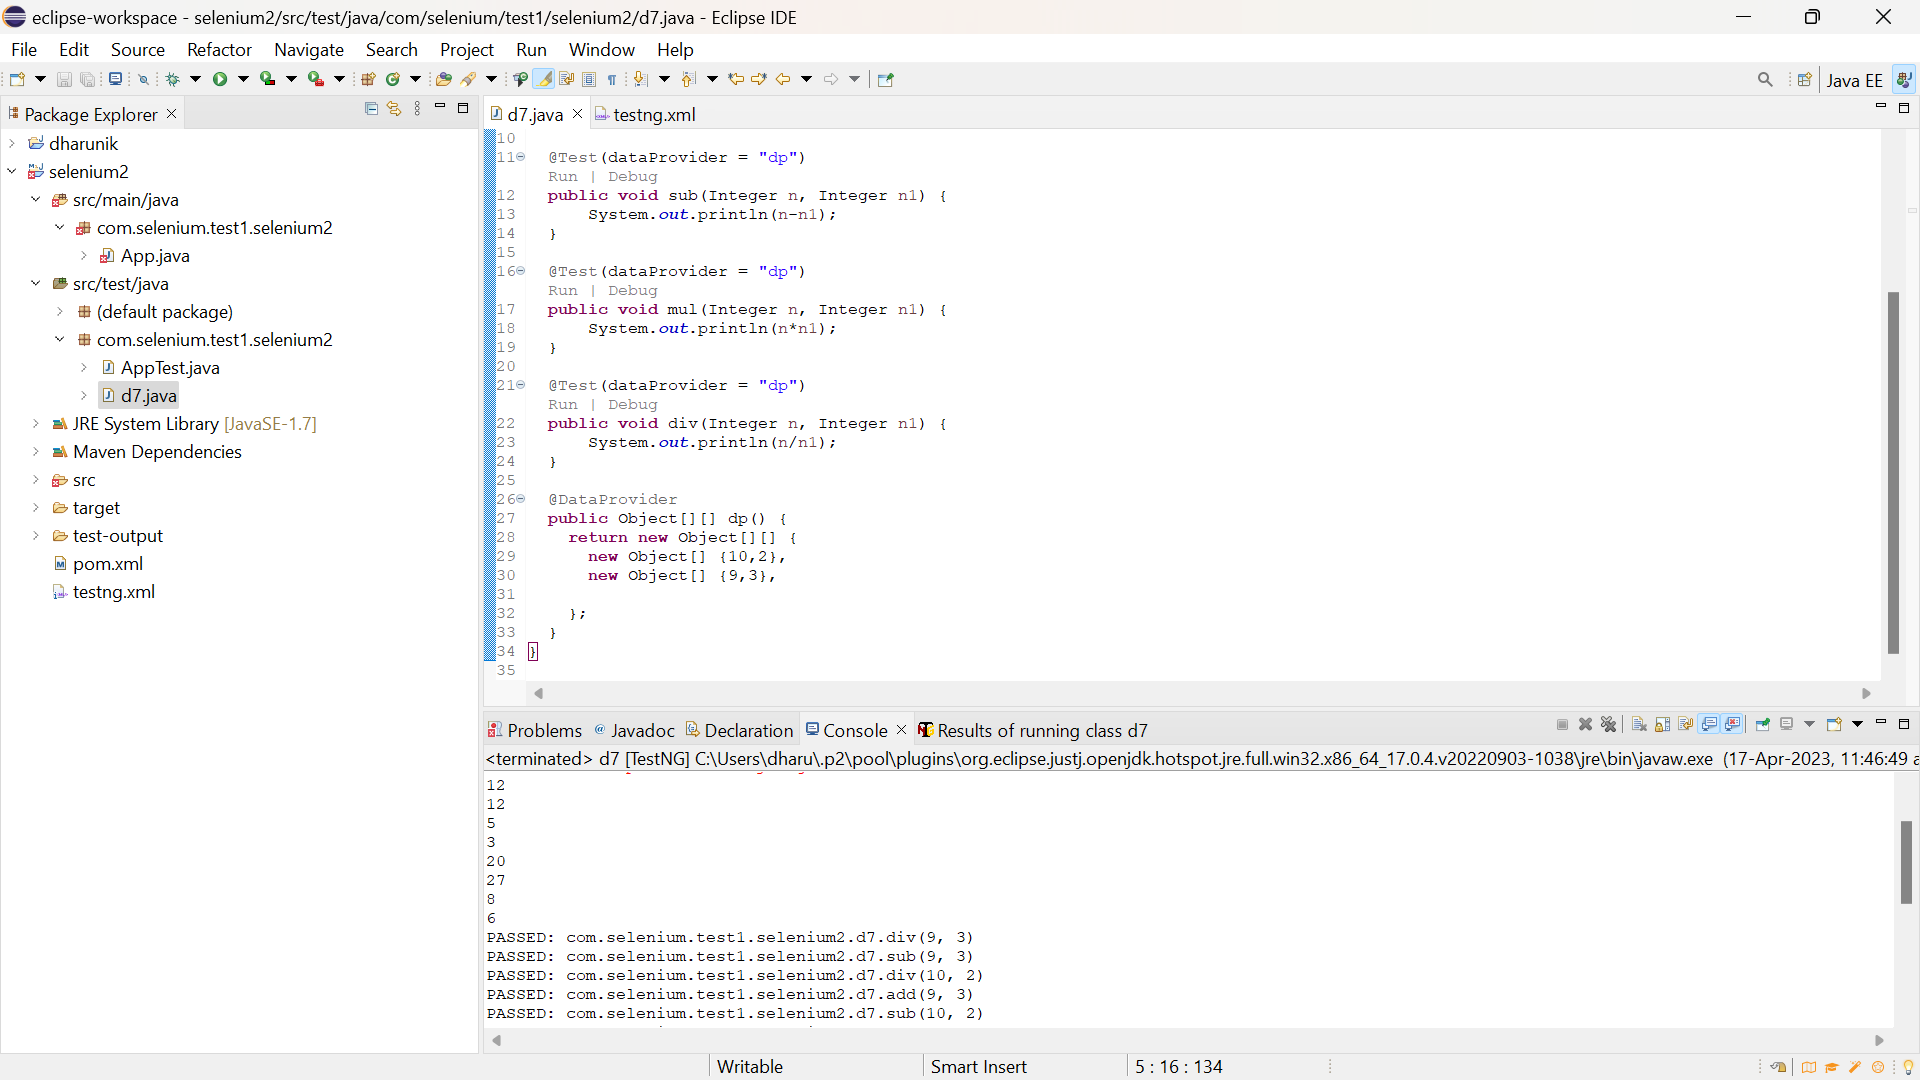 eclipse-workspace - selenium2/src/test/java/com/selenium/test1/selenium2/d7.java - Eclipse IDE
File Edit Source Refactor Navigate Search Project Run Window Help
Java EE
Package Explorer
dharunik
selenium2
src/main/java
com.selenium.test1.selenium2
App.java
src/test/java
(default package)
com.selenium.test1.selenium2
AppTest.java
d7.java
JRE System Library [JavaSE-1.7]
Maven Dependencies
src
target
test-output
pom.xml
testng.xml
d7.java testng.xml
10
11 @Test(dataProvider = "dp")
Run | Debug
12 public void sub(Integer n, Integer n1) {
13 System.out.println(n-n1);
14 }
15
16 @Test(dataProvider = "dp")
Run | Debug
17 public void mul(Integer n, Integer n1) {
18 System.out.println(n*n1);
19 }
20
21 @Test(dataProvider = "dp")
Run | Debug
22 public void div(Integer n, Integer n1) {
23 System.out.println(n/n1);
24 }
25
26 @DataProvider
27 public Object[][] dp() {
28 return new Object[][] {
29 new Object[] {10,2},
30 new Object[] {9,3},
31
32 };
33 }
34 }
35
Problems Javadoc Declaration Console Results of running class d7
<terminated> d7 [TestNG] C:\Users\dharu\.p2\pool\plugins\org.eclipse.justj.openjdk.hotspot.jre.full.win32.x86_64_17.0.4.v20220903-1038\jre\bin\javaw.exe (17-Apr-2023, 11:46:49 a
12
12
5
3
20
27
8
6
PASSED: com.selenium.test1.selenium2.d7.div(9, 3)
PASSED: com.selenium.test1.selenium2.d7.sub(9, 3)
PASSED: com.selenium.test1.selenium2.d7.div(10, 2)
PASSED: com.selenium.test1.selenium2.d7.add(9, 3)
PASSED: com.selenium.test1.selenium2.d7.sub(10, 2)
Writable Smart Insert 5 : 16 : 134